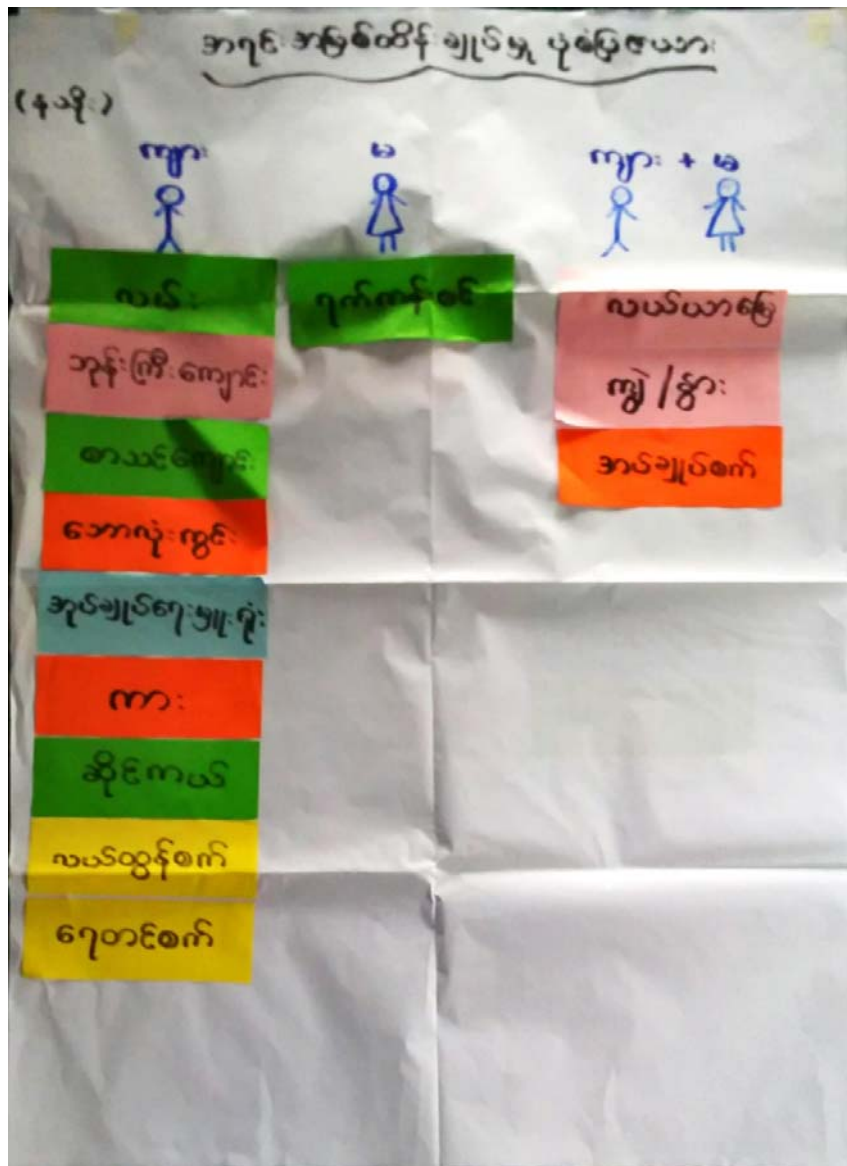 အရင်းအမြစ်ထိန်းချုပ်မှု ပုံစံပြဇယား
(နမိုး)
ကျား
မ
ကျား + မ
လမ်း
ဘုန်းကြီးကျောင်း
စာသင်ကျောင်း
ဘောလုံးကွင်း
အုပ်ချုပ်ရေးမှူးရုံး
ကား
ဆိုင်ကယ်
လယ်ထွန်စက်
ရေတင်စက်
ရက်ကန်းစင်
လယ်ယာမြေ
ကျွဲ/နွား
အပ်ချုပ်စက်